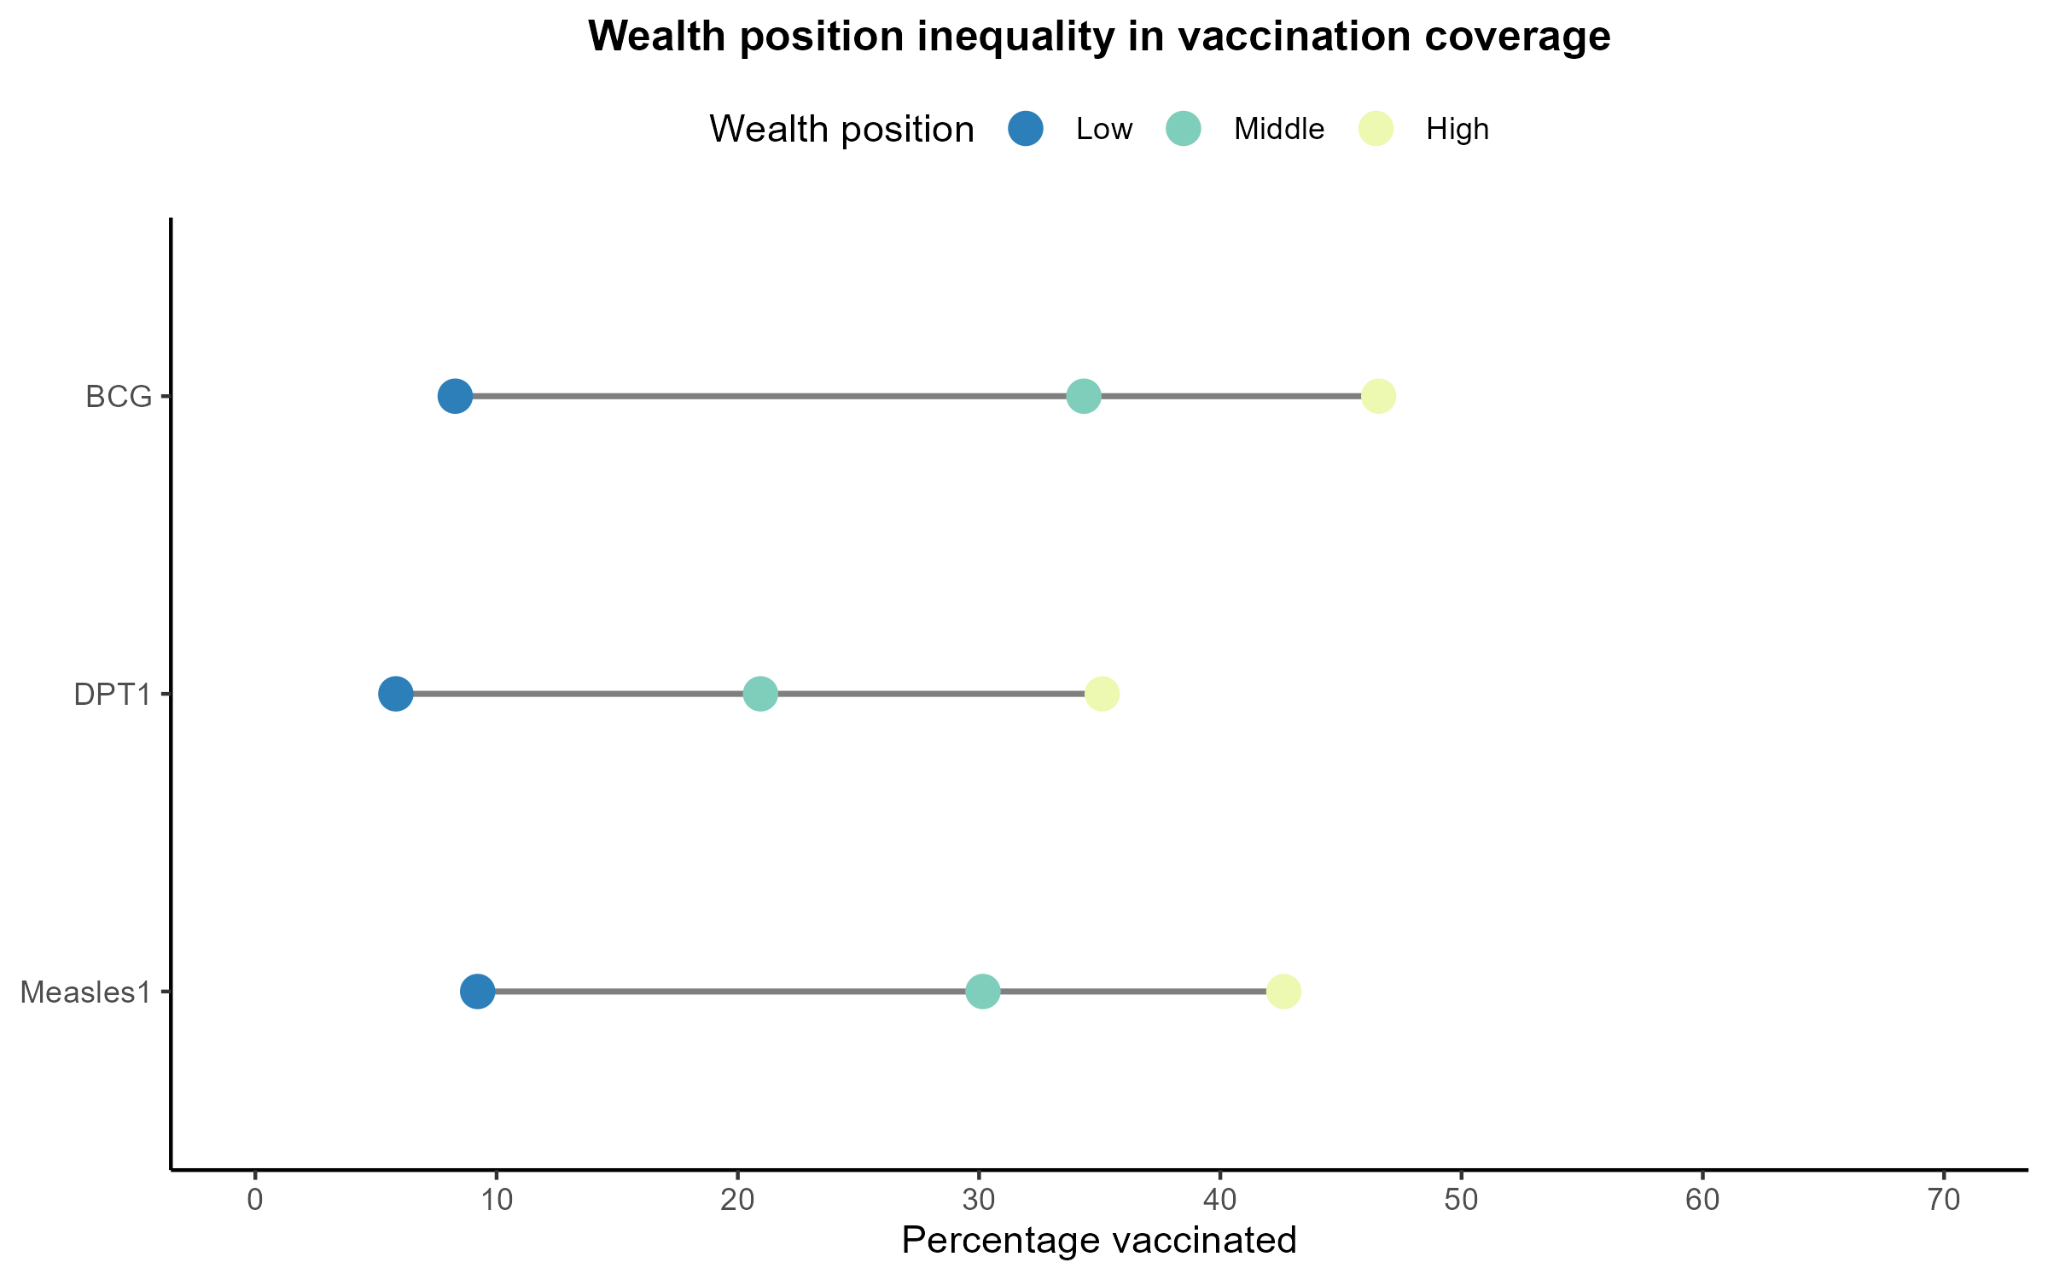 Wealth position inequality in vaccination coverage
Wealth position Low Middle High
BCG
DPT1
Measles1
0 10 20 30 40 50 60 70
Percentage vaccinated